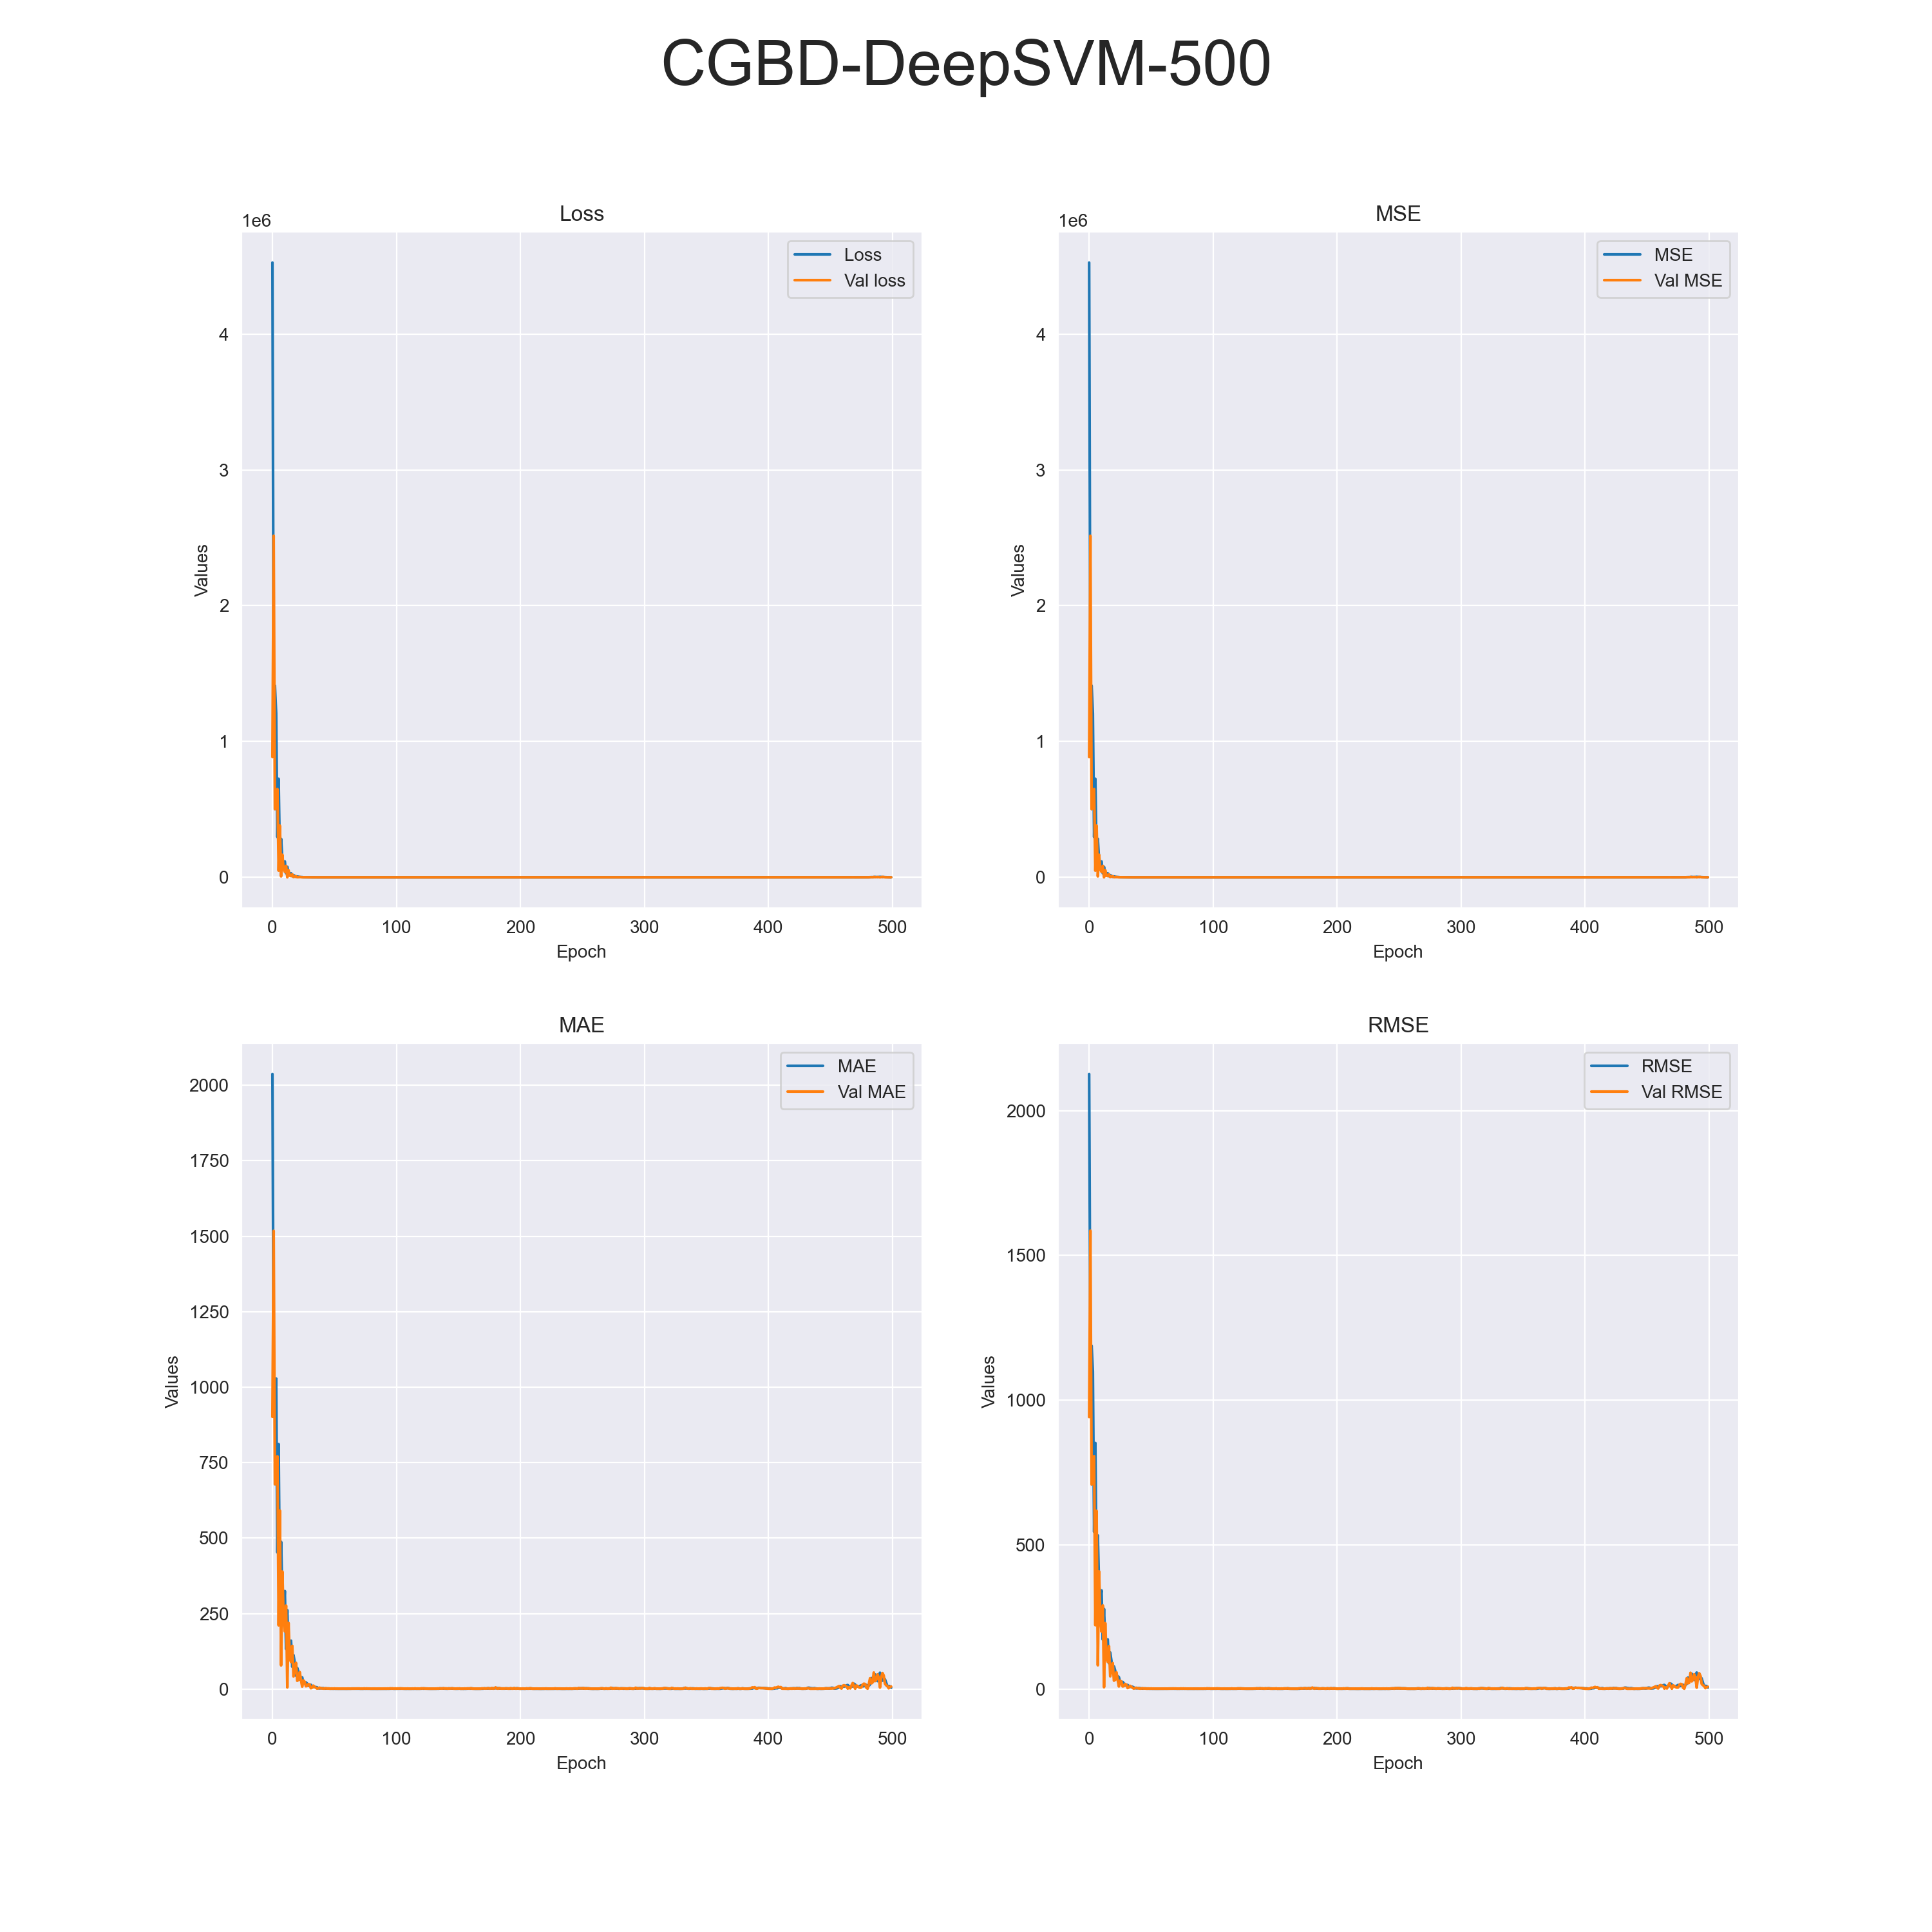 CGBD-DeepSVM-500
Loss
1e6
Loss
Val loss
4
3
2
1
0
Values
0 100 200 300 400 500
Epoch
MSE
1e6
MSE
Val MSE
4
3
2
1
0
Values
0 100 200 300 400 500
Epoch
MAE
MAE
Val MAE
2000
1750
1500
1250
1000
750
500
250
0
Values
0 100 200 300 400 500
Epoch
RMSE
RMSE
Val RMSE
2000
1500
1000
500
0
Values
0 100 200 300 400 500
Epoch